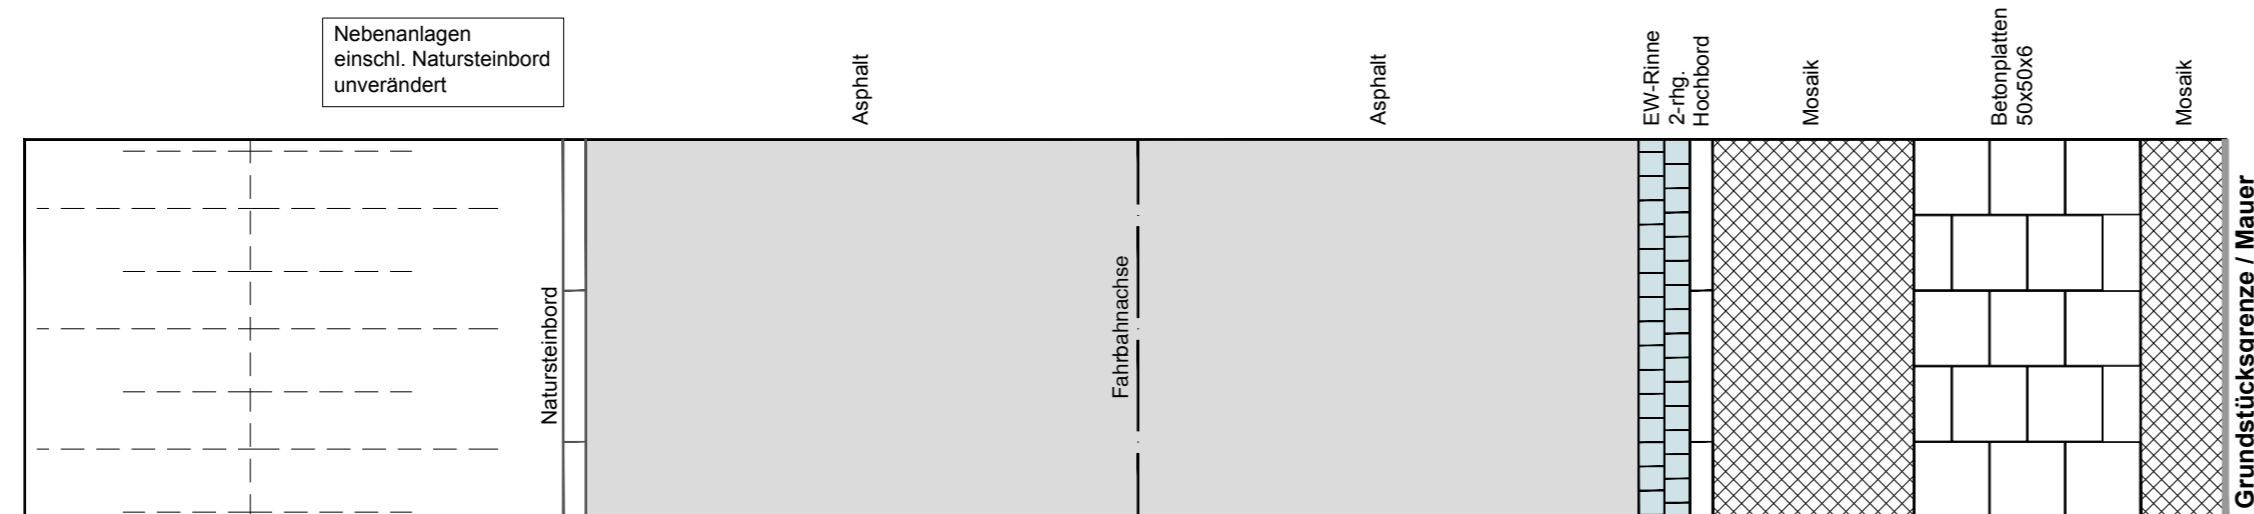 Nebenanlagen
einschl. Natursteinbord
unverändert
Asphalt
Asphalt
EW-Rinne
2-rhg.
Hochbord
Mosaik
Betonplatten
50x50x6
Mosaik
Natursteinbord
Fahrbahnachse
Grundstücksgrenze / Mauer